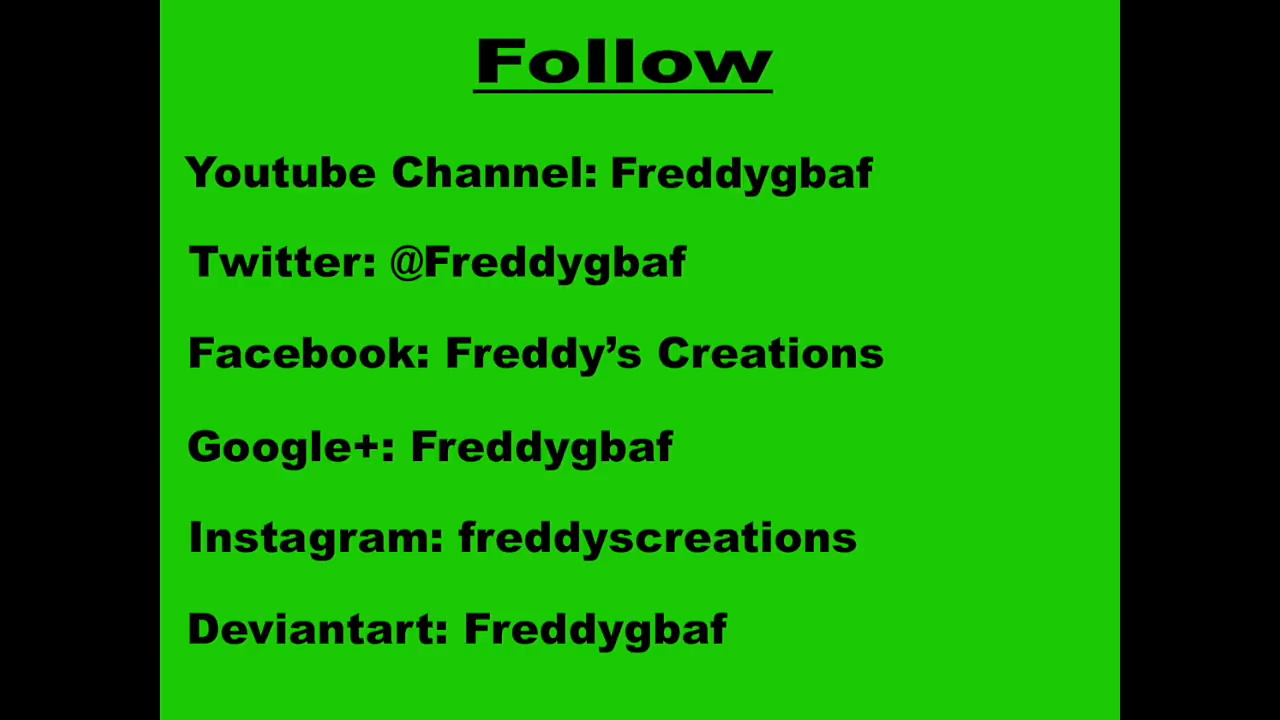 Follow
Youtube Channel: Freddygbaf
Twitter: @Freddygbaf
Facebook: Freddy’s Creations
Google+: Freddygbaf
Instagram: freddyscreations
Deviantart: Freddygbaf